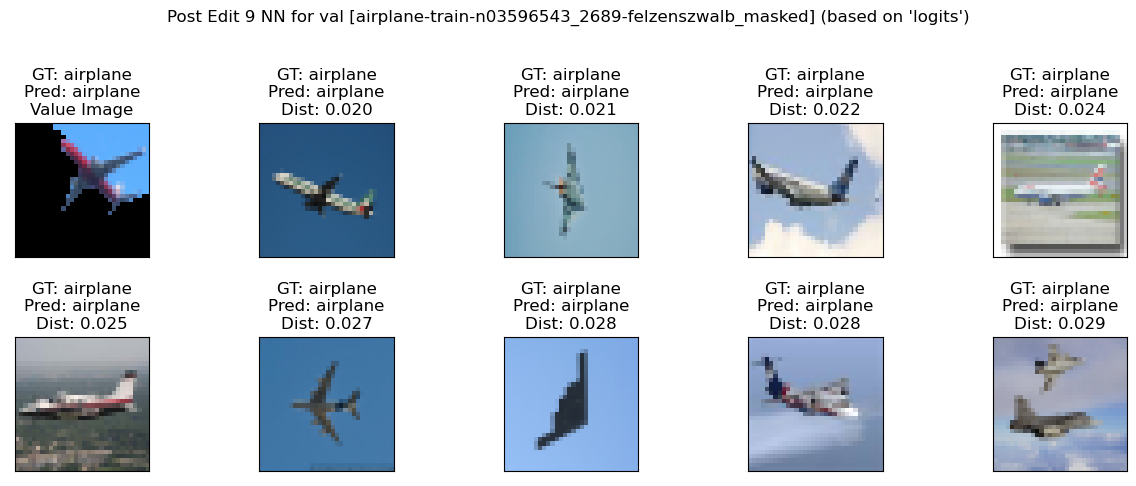 Post Edit 9 NN for val [airplane-train-n03596543_2689-felzenszwalb_masked] (based on 'logits')
GT: airplane
Pred: airplane
Value Image
GT: airplane
Pred: airplane
Dist: 0.020
GT: airplane
Pred: airplane
Dist: 0.021
GT: airplane
Pred: airplane
Dist: 0.022
GT: airplane
Pred: airplane
Dist: 0.024
GT: airplane
Pred: airplane
Dist: 0.025
GT: airplane
Pred: airplane
Dist: 0.027
GT: airplane
Pred: airplane
Dist: 0.028
GT: airplane
Pred: airplane
Dist: 0.028
GT: airplane
Pred: airplane
Dist: 0.029